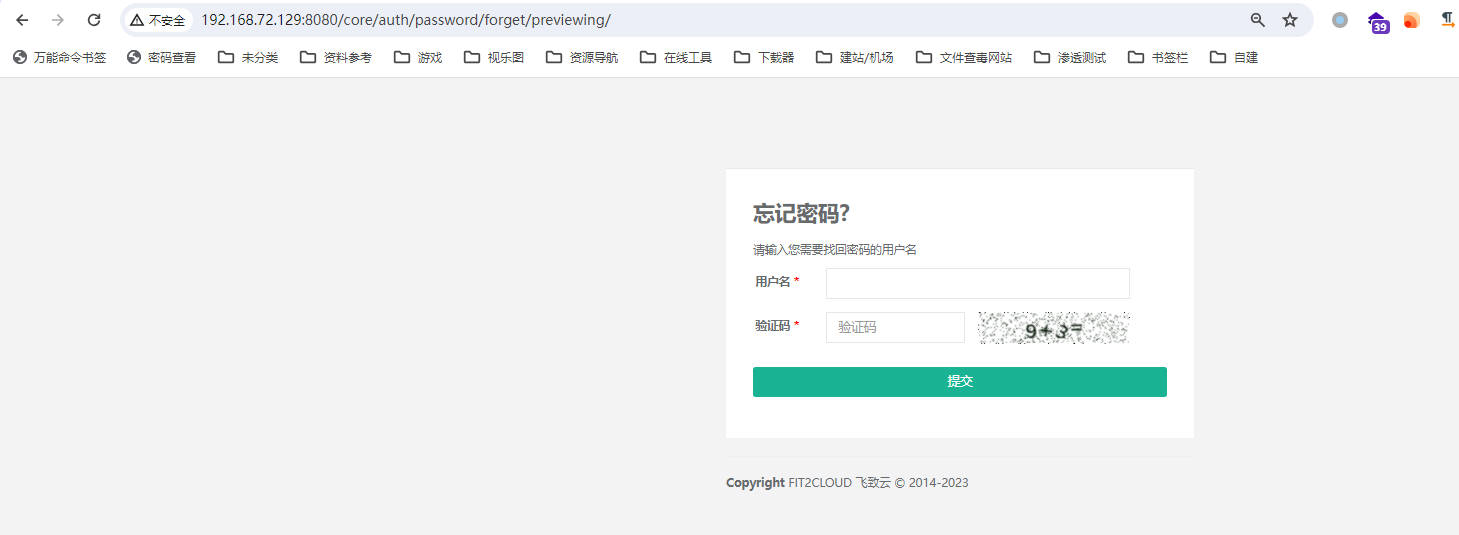 不安全 192.168.72.129:8080/core/auth/password/forget/previewing/
39
万能命令书签 密码查看 未分类 资料参考 游戏 视乐图 资源导航 在线工具 下载器 建站/机场 文件查毒网站 渗透测试 书签栏 自建
忘记密码?
请输入您需要找回密码的用户名
用户名 *
验证码 * 验证码 9+3=
提交
Copyright FIT2CLOUD 飞致云 © 2014-2023